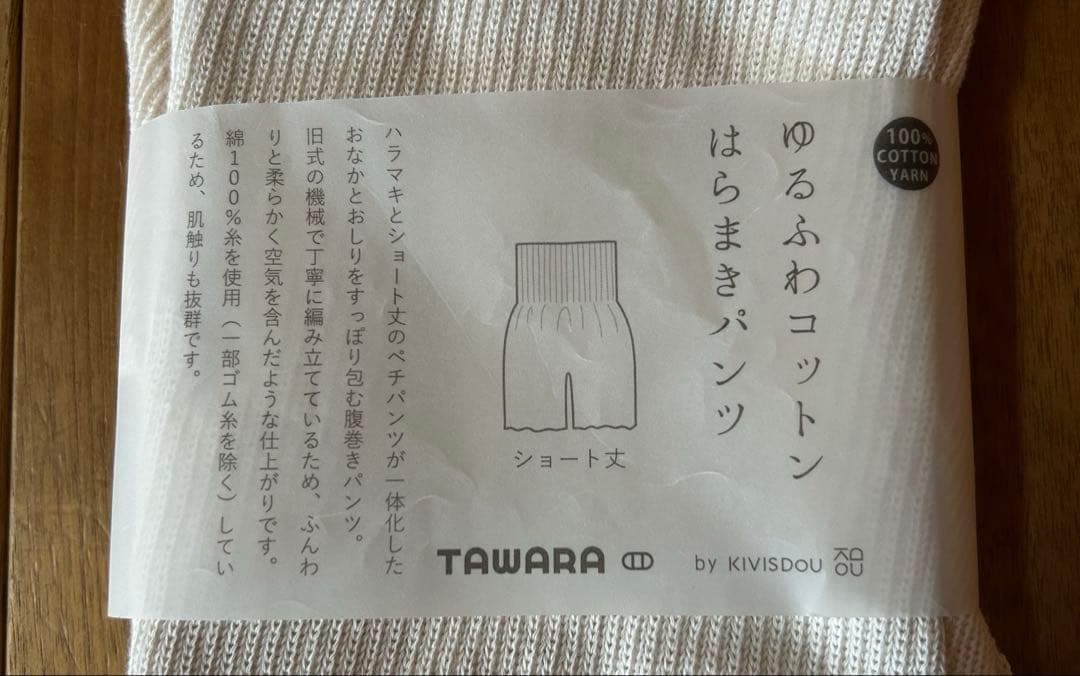 100%
COTTON
YARN
ゆるふわコットン
はらまきパンツ
ショート丈
ハラマキとショート丈のペチパンツが一体化した
おなかとおしりをすっぽり包む腹巻きパンツ。
旧式の機械で丁寧に編み立てているため、ふんわ
りと柔らかく空気を含んだような仕上がりです。
綿100%糸を使用(一部ゴム糸を除く)してい
るため、肌触りも抜群です。
TAWARA
by KIVISDOU
KIVIS
DOU